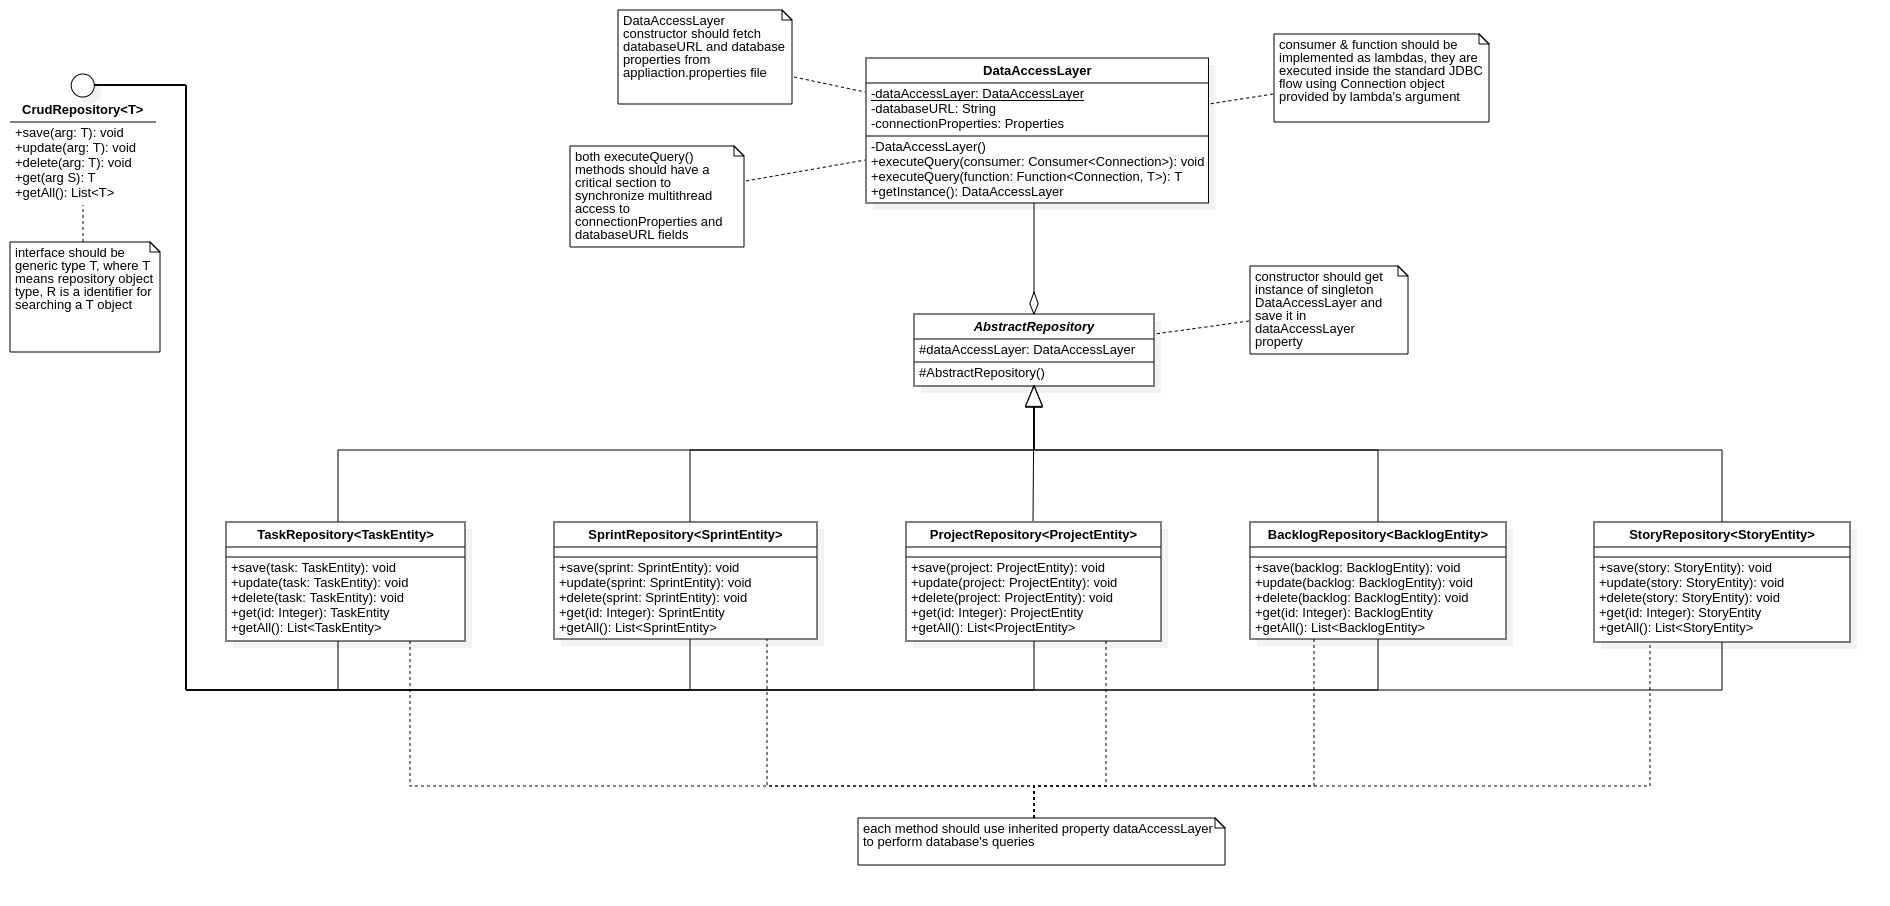 DataAccessLayer
constructor should fetch
databaseURL and database
properties from
appliaction.properties file
consumer & function should be
implemented as lambdas, they are
executed inside the standard JDBC
flow using Connection object
provided by lambda's argument
DataAccessLayer
-dataAccessLayer: DataAccessLayer
-databaseURL: String
-connectionProperties: Properties
-DataAccessLayer()
+executeQuery(consumer: Consumer<Connection>): void
+executeQuery(function: Function<Connection, T>): T
+getInstance(): DataAccessLayer
CrudRepository<T>
+save(arg: T): void
+update(arg: T): void
+delete(arg: T): void
+get(arg S): T
+getAll(): List<T>
both executeQuery()
methods should have a
critical section to
synchronize multithread
access to
connectionProperties and
databaseURL fields
interface should be
generic type T, where T
means repository object
type, R is a identifier for
searching a T object
constructor should get
instance of singleton
DataAccessLayer and
save it in
dataAccessLayer
property
AbstractRepository
#dataAccessLayer: DataAccessLayer
#AbstractRepository()
TaskRepository<TaskEntity>
+save(task: TaskEntity): void
+update(task: TaskEntity): void
+delete(task: TaskEntity): void
+get(id: Integer): TaskEntity
+getAll(): List<TaskEntity>
SprintRepository<SprintEntity>
+save(sprint: SprintEntity): void
+update(sprint: SprintEntity): void
+delete(sprint: SprintEntity): void
+get(id: Integer): SprintEntity
+getAll(): List<SprintEntity>
ProjectRepository<ProjectEntity>
+save(project: ProjectEntity): void
+update(project: ProjectEntity): void
+delete(project: ProjectEntity): void
+get(id: Integer): ProjectEntity
+getAll(): List<ProjectEntity>
BacklogRepository<BacklogEntity>
+save(backlog: BacklogEntity): void
+update(backlog: BacklogEntity): void
+delete(backlog: BacklogEntity): void
+get(id: Integer): BacklogEntity
+getAll(): List<BacklogEntity>
StoryRepository<StoryEntity>
+save(story: StoryEntity): void
+update(story: StoryEntity): void
+delete(story: StoryEntity): void
+get(id: Integer): StoryEntity
+getAll(): List<StoryEntity>
each method should use inherited property dataAccessLayer
to perform database's queries